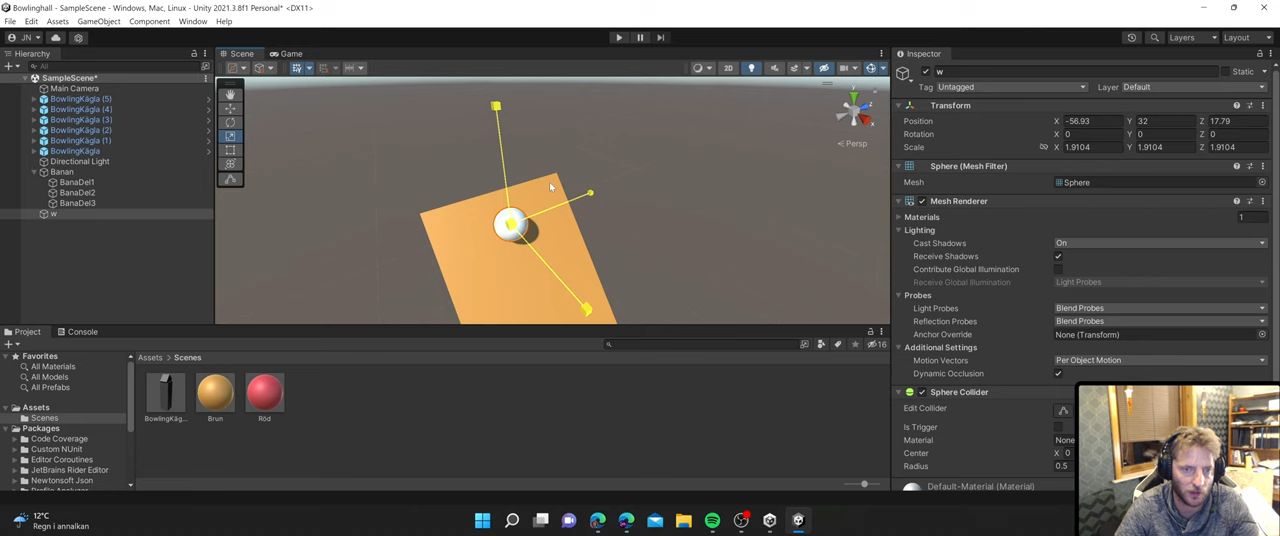 Bowlinghall - SampleScene - Windows, Mac, Linux - Unity 2021.3.8f1 Personal* <DX11>
File Edit Assets GameObject Component Window Help
JN Layers Layout
Hierarchy Scene Game Inspector
All 2D w Static
SampleScene* Tag Untagged Layer Default
Main Camera
BowlingKägla (5) Transform
BowlingKägla (4)
BowlingKägla (3) Position X -56.93 Y 32 Z 17.79
BowlingKägla (2) Rotation X 0 Y 0 Z 0
BowlingKägla (1) Persp Scale X 1.9104 Y 1.9104 Z 1.9104
BowlingKägla
Directional Light Sphere (Mesh Filter)
Banan
BanaDel1 Mesh Sphere
BanaDel2
BanaDel3 Mesh Renderer
w Materials 1
Lighting
Cast Shadows On
Receive Shadows
Contribute Global Illumination
Receive Global Illumination Light Probes
Probes
Light Probes Blend Probes
Reflection Probes Blend Probes
Project Console Anchor Override None (Transform)
16 Additional Settings
Favorites Assets Scenes Motion Vectors Per Object Motion
All Materials Dynamic Occlusion
All Models
All Prefabs Sphere Collider
Assets Edit Collider
Scenes BowlingKäg... Brun Röd Is Trigger
Packages
Code Coverage Material None
Custom NUnit Center X 0
Editor Coroutines Radius 0.5
JetBrains Rider Editor
Newtonsoft Json Default-Material (Material)
12°C
Regn i annalkan